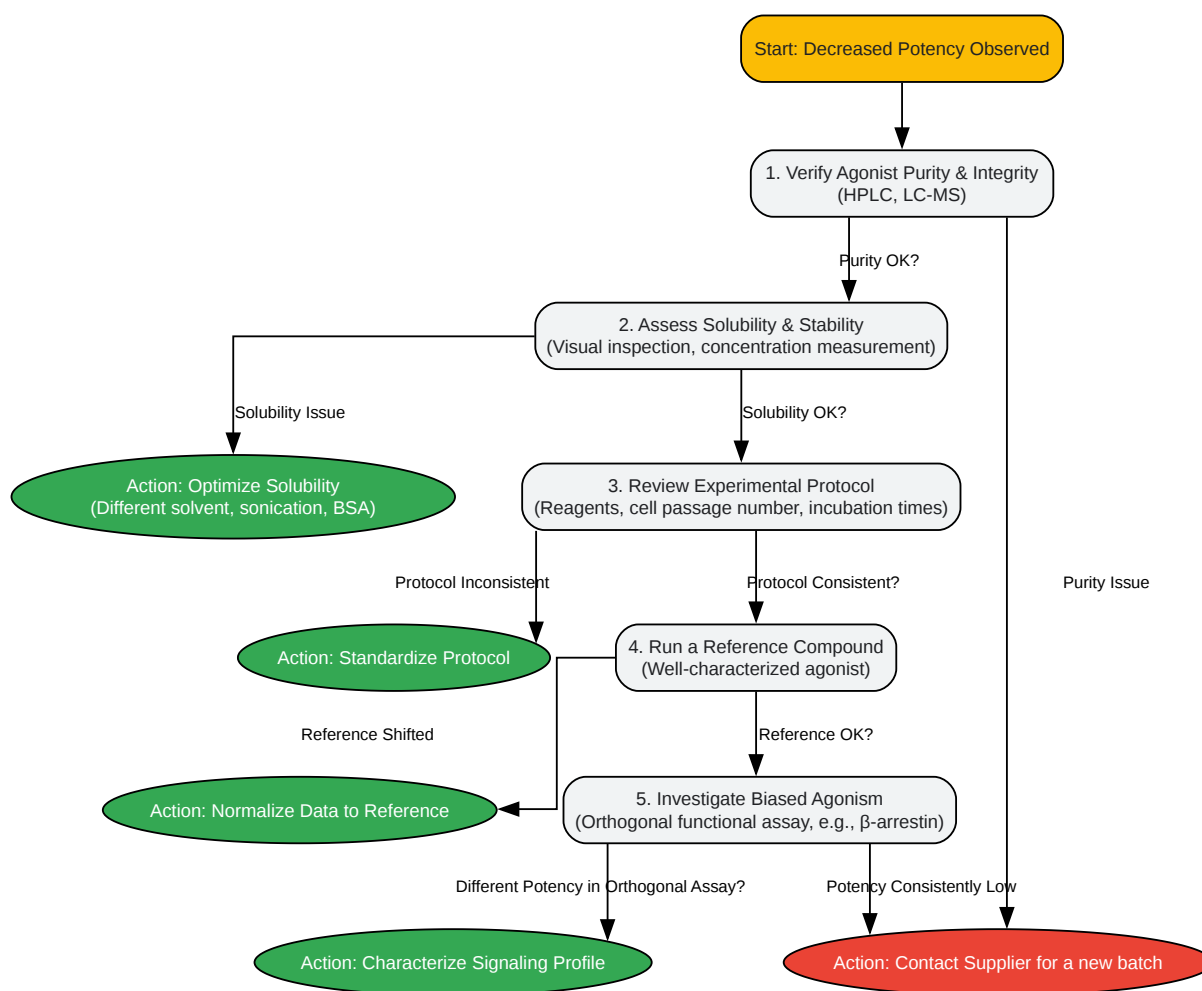 Start: Decreased Potency Observed
1. Verify Agonist Purity & Integrity
(HPLC, LC-MS)
Purity OK?
2. Assess Solubility & Stability
(Visual inspection, concentration measurement)
Solubility Issue
Solubility OK?
Action: Optimize Solubility
(Different solvent, sonication, BSA)
3. Review Experimental Protocol
(Reagents, cell passage number, incubation times)
Protocol Inconsistent
Protocol Consistent?
Purity Issue
Action: Standardize Protocol
4. Run a Reference Compound
(Well-characterized agonist)
Reference Shifted
Reference OK?
Action: Normalize Data to Reference
5. Investigate Biased Agonism
(Orthogonal functional assay, e.g., β-arrestin)
Different Potency in Orthogonal Assay?
Potency Consistently Low
Action: Characterize Signaling Profile
Action: Contact Supplier for a new batch